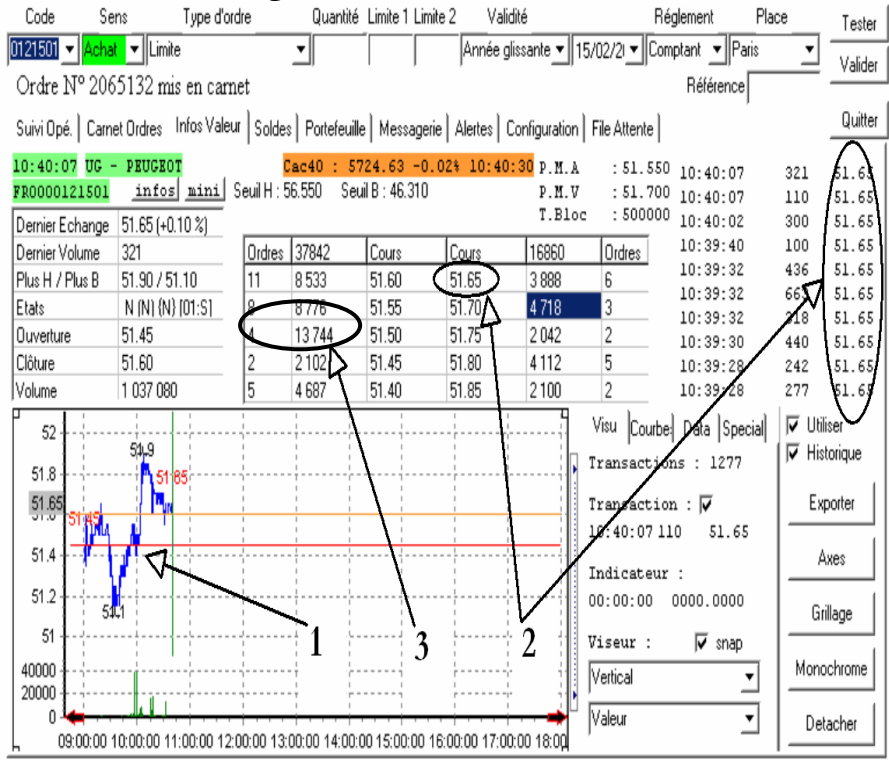 Code Sens Type d'ordre Quantité Limite 1 Limite 2 Validité Réglement Place Tester
0121501 Achat Limite Année glissante 15/02/2 Comptant Paris Valider
Ordre Nº 2065132 mis en carnet Référence
Suivi Opé. Carnet Ordres Infos Valeur Soldes Portefeuille Messagerie Alertes Configuration File Attente Quitter
10:40:07 UG - PEUGEOT Cac40 : 5724.63 -0.02% 10:40:30 P.M.A : 51.550 10:40:07 321 51.65
FR0000121501 infos mini Seuil H : 56.550 Seuil B : 46.310 P.M.V : 51.700 10:40:07 110 51.65
T.Bloc : 500000 10:40:02 300 51.65
Dernier Echange 51.65 (+0.10 %)
Dernier Volume 321 Ordres 37842 Cours Cours 16860 Ordres 10:39:40 100 51.65
Plus H / Plus B 51.90 / 51.10 11 8 533 51.60 51.65 3 888 6 10:39:32 436 51.65
Etats N (N) {N} [01:S] 8 8 776 51.55 51.70 4 718 3 10:39:32 51.65
Ouverture 51.45 4 13 744 51.50 51.75 2 042 2 10:39:32 51.65
10:39:30 440 51.65
Clôture 51.60 2 2 102 51.45 51.80 4 112 5 10:39:28 242 51.65
Volume 1 037 080 5 4 687 51.40 51.85 2 100 2 10:39:28 277 51.65
Visu Courbe Data Special Utiliser
Historique
52
51.9
51.8
51.65
51.65
51.45
51.4
51.2
51.1
51
40000
20000
0
09:00:00 10:00:00 11:00:00 12:00:00 13:00:00 14:00:00 15:00:00 16:00:00 17:00:00 18:00
1
3
2
Transactions : 1277
Transaction :
10:40:07 110 51.65
Indicateur :
00:00:00 0000.0000
Viseur : snap
Vertical
Valeur
Exporter
Axes
Grillage
Monochrome
Detacher